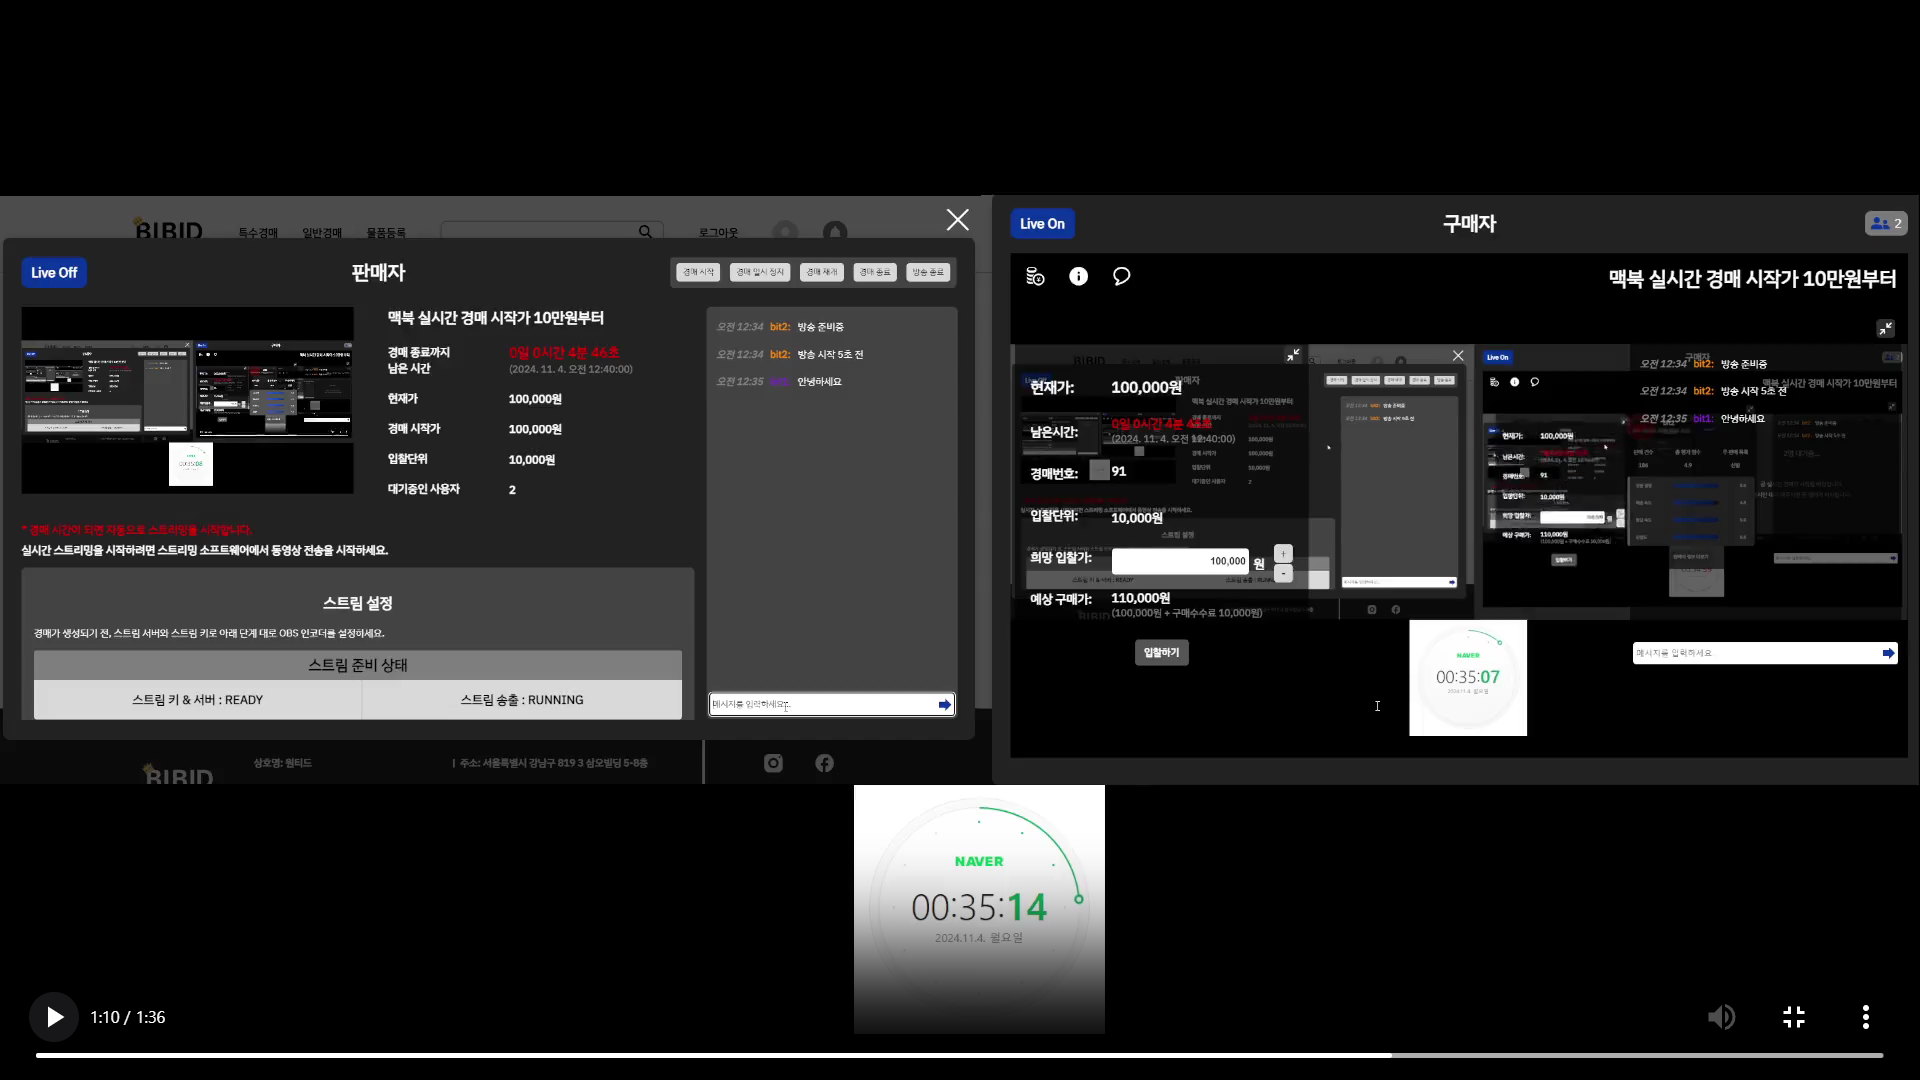 BIBID 특수경매 일반경매 물품등록 로그아웃
Live Off
판매자
경매 시작 경매 일시 정지 경매 재개 경매 종료 방송 종료
맥북 실시간 경매 시작가 10만원부터
경매 종료까지
남은 시간
0일 0시간 4분 46초
(2024. 11. 4. 오전 12:40:00)
현재가 100,000원
경매 시작가 100,000원
입찰단위 10,000원
대기중인 사용자 2
오전 12:34 bit2: 방송 준비중
오전 12:34 bit2: 방송 시작 5초 전
오전 12:35 bit1: 안녕하세요
* 경매 시간이 되면 자동으로 스트리밍을 시작합니다.
실시간 스트리밍을 시작하려면 스트리밍 소프트웨어에서 동영상 전송을 시작하세요.
스트림 설정
경매가 생성되기 전, 스트림 서버와 스트림 키로 아래 단계 대로 OBS 인코더를 설정하세요.
스트림 준비 상태
스트림 키 & 서버 : READY 스트림 송출 : RUNNING
메시지를 입력하세요...
BIBID 상호명: 원티드 | 주소: 서울특별시 강남구 819 3 삼오빌딩 5-8층
Live On
구매자
2
맥북 실시간 경매 시작가 10만원부터
현재가: 100,000원
남은시간:
(2024. 11. 4. 오전 12:40:00)
경매번호: 91
입찰단위: 10,000원
희망 입찰가: 100,000 원 + -
예상 구매가: 110,000원
(100,000원 + 구매수수료 10,000원)
입찰하기
오전 12:34 bit2: 방송 준비중
오전 12:34 bit2: 방송 시작 5초 전
오전 12:35 bit1: 안녕하세요
메시지를 입력하세요...
NAVER
00:35:07
2024.11.4. 월요일
NAVER
00:35:14
2024.11.4. 월요일
1:10 / 1:36